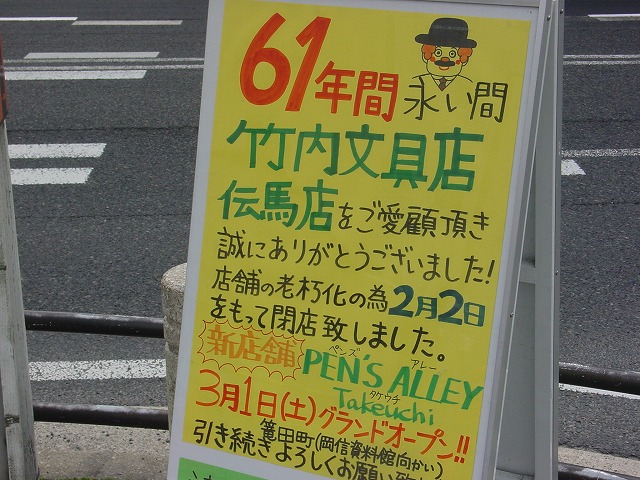 61年間 永い間
竹内文具店
伝馬店をご愛顧頂き
誠にありがとうございました!
店舗の老朽化の為2月2日
をもって閉店致しました。
新店舗 PEN'S ALLEY
ペンズ アレー
タケウチ
Takeuchi
3月1日(土)グランドオープン!!
篭田町(岡信資料館向かい)
引き続きよろしくお願い致し